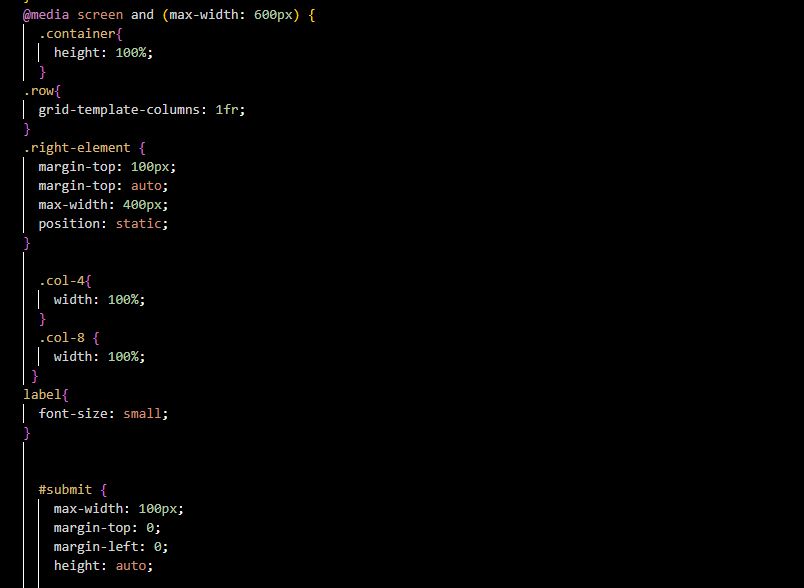 }
@media screen and (max-width: 600px) {
.container{
height: 100%;
}
.row{
grid-template-columns: 1fr;
}
.right-element {
margin-top: 100px;
margin-top: auto;
max-width: 400px;
position: static;
}
.col-4{
width: 100%;
}
.col-8 {
width: 100%;
}
label{
font-size: small;
}
#submit {
max-width: 100px;
margin-top: 0;
margin-left: 0;
height: auto;